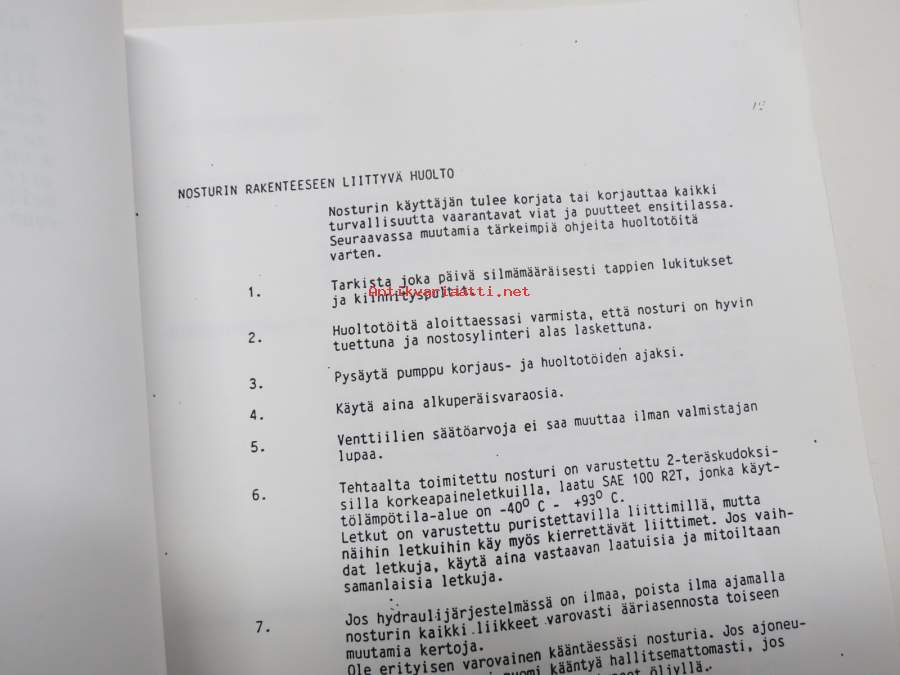 NOSTURIN RAKENTEESEEN LIITTYVÄ HUOLTO
Nosturin käyttäjän tulee korjata tai korjauttaa kaikki
turvallisuutta vaarantavat viat ja puutteet ensitilassa.
Seuraavassa muutamia tärkeimpiä ohjeita huoltotöitä
varten.
1. Tarkista joka päivä silmämääräisesti tappien lukitukset
ja kiinnityspultit.
Antikvariaatti.net
2. Huoltotöitä aloittaessasi varmista, että nosturi on hyvin
tuettuna ja nostosylinteri alas laskettuna.
3. Pysäytä pumppu korjaus- ja huoltotöiden ajaksi.
4. Käytä aina alkuperäisvaraosia.
5. Venttiilien säätöarvoja ei saa muuttaa ilman valmistajan
lupaa.
6. Tehtaalta toimitettu nosturi on varustettu 2-teräskudoksi-
silla korkeapaineletkuilla, laatu SAE 100 R2T, jonka käyt-
tölämpötila-alue on -40° C - +93° C.
Letkut on varustettu puristettavilla liittimillä, mutta
näihin letkuihin käy myös kierrettävät liittimet. Jos vaih-
dat letkuja, käytä aina vastaavan laatuisia ja mitoiltaan
samanlaisia letkuja.
7. Jos hydraulijärjestelmässä on ilmaa, poista ilma ajamalla
nosturin kaikki liikkeet varovasti ääriasennosta toiseen
muutamia kertoja.
Ole erityisen varovainen kääntäessäsi nosturia. Jos ajoneu-
kääntyä hallitsemattomasti, jos
öljyllä.